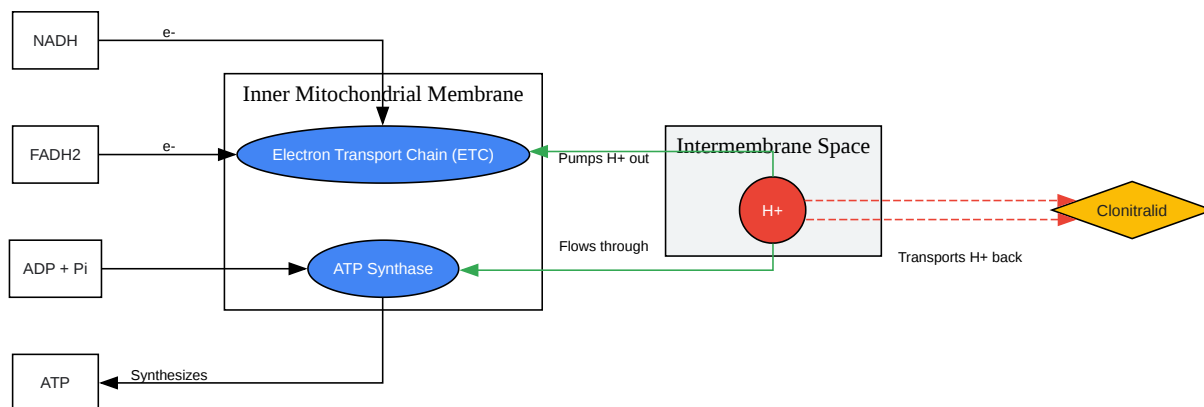 NADH
e-
Inner Mitochondrial Membrane
FADH2
e-
Electron Transport Chain (ETC)
Pumps H+ out
Intermembrane Space
H+
Clonitralid
Flows through
Transports H+ back
ADP + Pi
ATP Synthase
ATP
Synthesizes